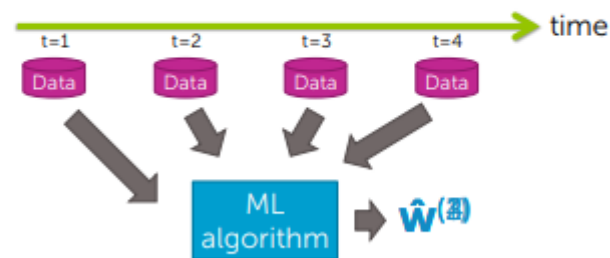 time
t=1 t=2 t=3 t=4
Data Data Data Data
ML
algorithm
ŵ